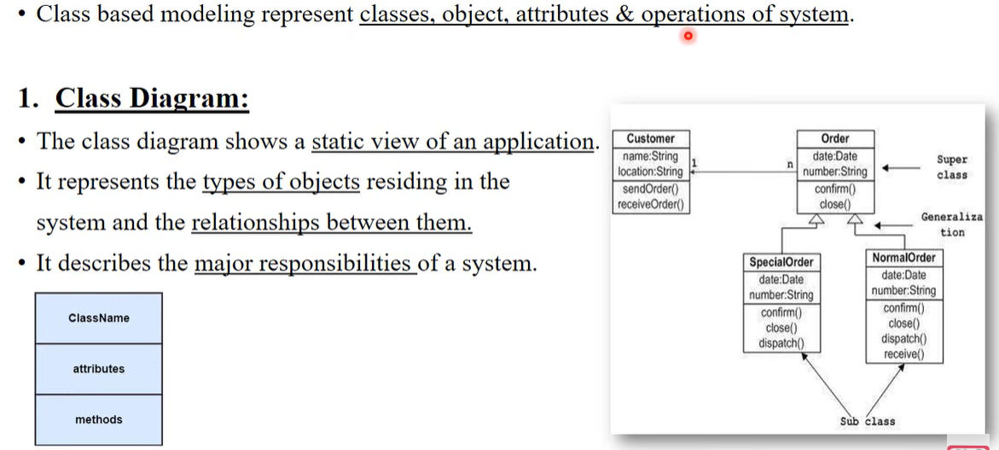 • Class based modeling represent classes, object, attributes & operations of system.
1. Class Diagram:
• The class diagram shows a static view of an application.
• It represents the types of objects residing in the
system and the relationships between them.
• It describes the major responsibilities of a system.
ClassName
attributes
methods
Customer
name:String
location:String
sendOrder()
receiveOrder()
1
n
Order
date:Date
number:String
confirm()
close()
Super
class
Generaliza
tion
SpecialOrder
date:Date
number:String
confirm()
close()
dispatch()
NormalOrder
date:Date
number:String
confirm()
close()
dispatch()
receive()
Sub class